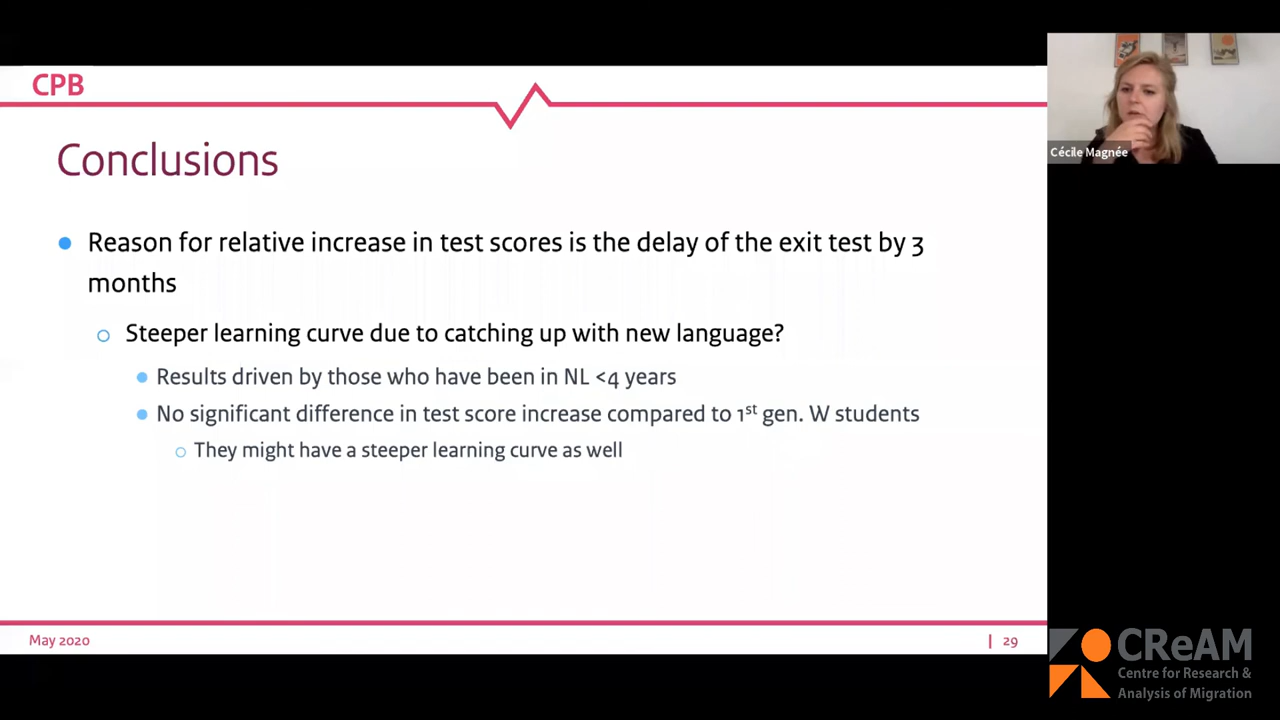 CPB
Conclusions
Reason for relative increase in test scores is the delay of the exit test by 3
months
Steeper learning curve due to catching up with new language?
Results driven by those who have been in NL <4 years
No significant difference in test score increase compared to 1st gen. W students
They might have a steeper learning curve as well
May 2020
| 29
Cécile Magnée
CReAM
Centre for Research &
Analysis of Migration